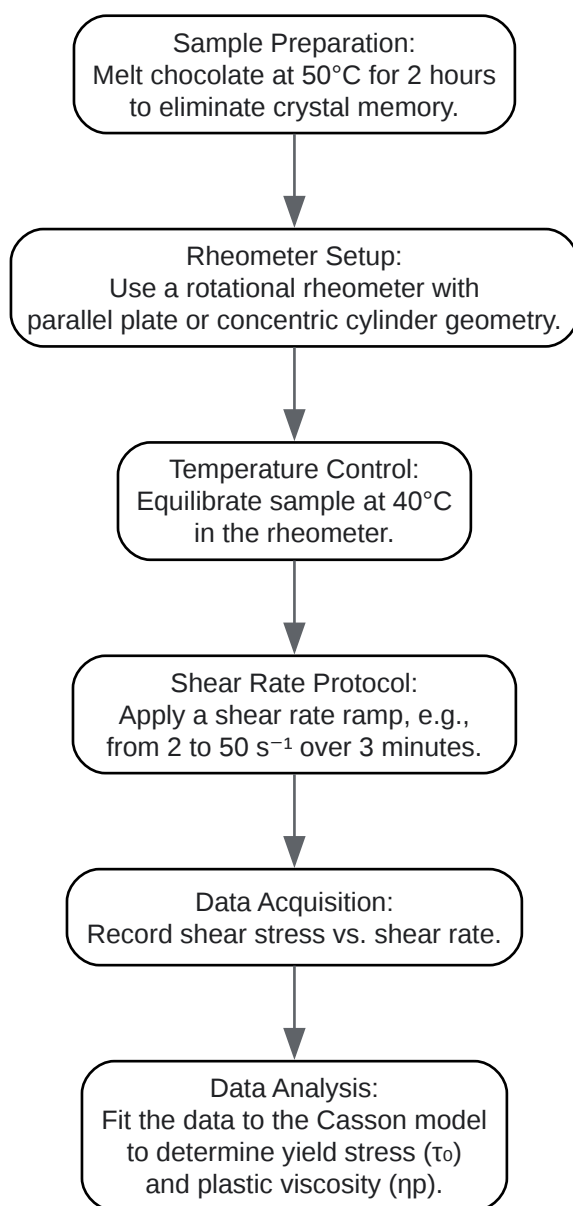 Sample Preparation:
Melt chocolate at 50°C for 2 hours
to eliminate crystal memory.
Rheometer Setup:
Use a rotational rheometer with
parallel plate or concentric cylinder geometry.
Temperature Control:
Equilibrate sample at 40°C
in the rheometer.
Shear Rate Protocol:
Apply a shear rate ramp, e.g.,
from 2 to 50 s⁻¹ over 3 minutes.
Data Acquisition:
Record shear stress vs. shear rate.
Data Analysis:
Fit the data to the Casson model
to determine yield stress (τ₀)
and plastic viscosity (ηp).